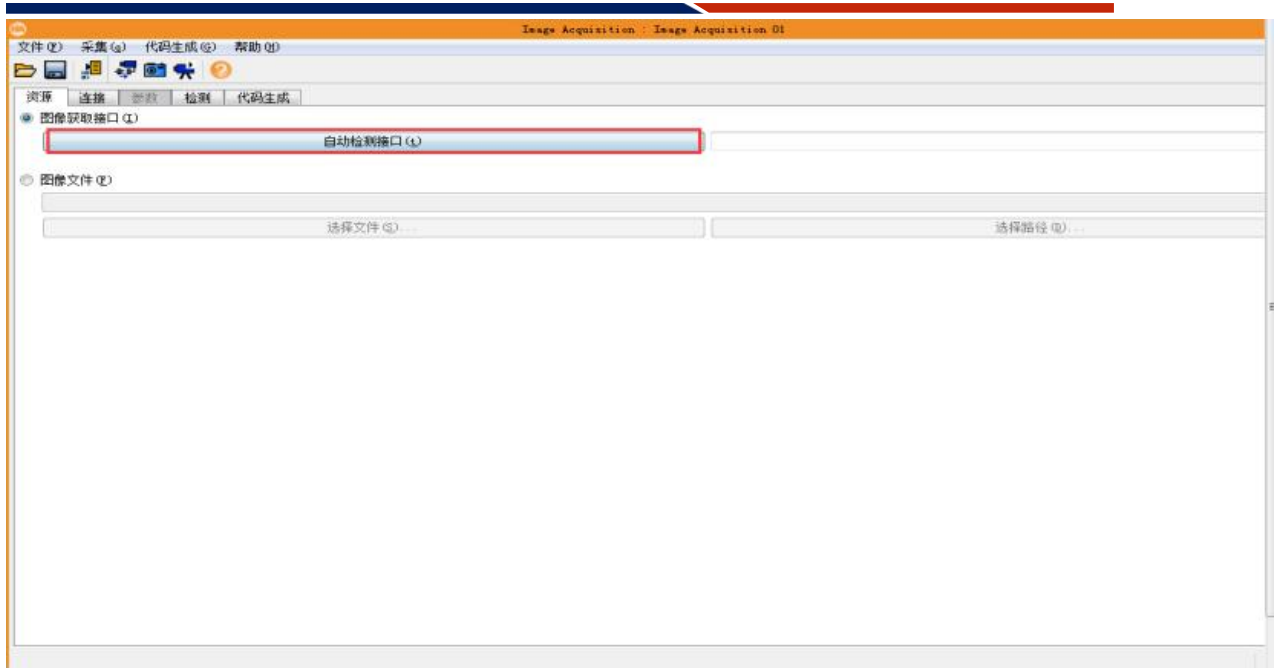 Image Acquisition : Image Acquisition 01
文件(F) 采集(a) 代码生成(G) 帮助(H)
资源 连接 参数 检测 代码生成
图像获取接口(I)
自动检测接口(t)
图像文件(F)
选择文件(S)...
选择路径(D)...